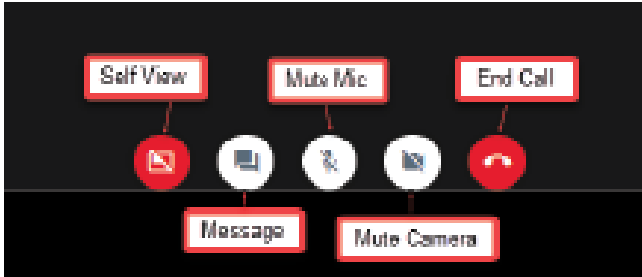 Self View
Mute Mic
End Call
Message
Mute Camera